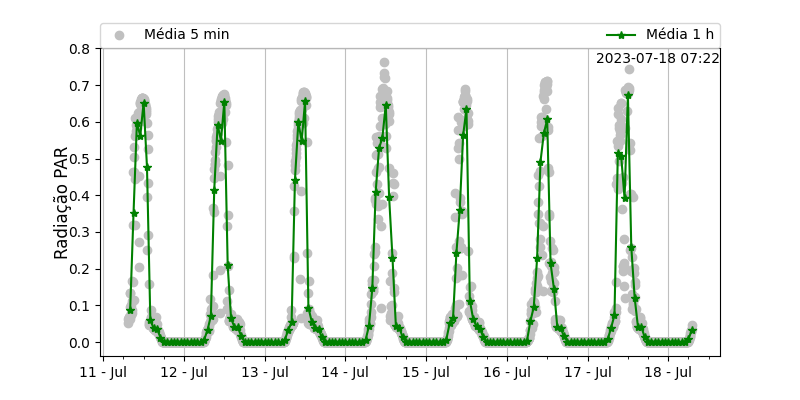 Média 5 min
Média 1 h
2023-07-18 07:22
Radiação PAR
0.8
0.7
0.6
0.5
0.4
0.3
0.2
0.1
0.0
11 - Jul
12 - Jul
13 - Jul
14 - Jul
15 - Jul
16 - Jul
17 - Jul
18 - Jul